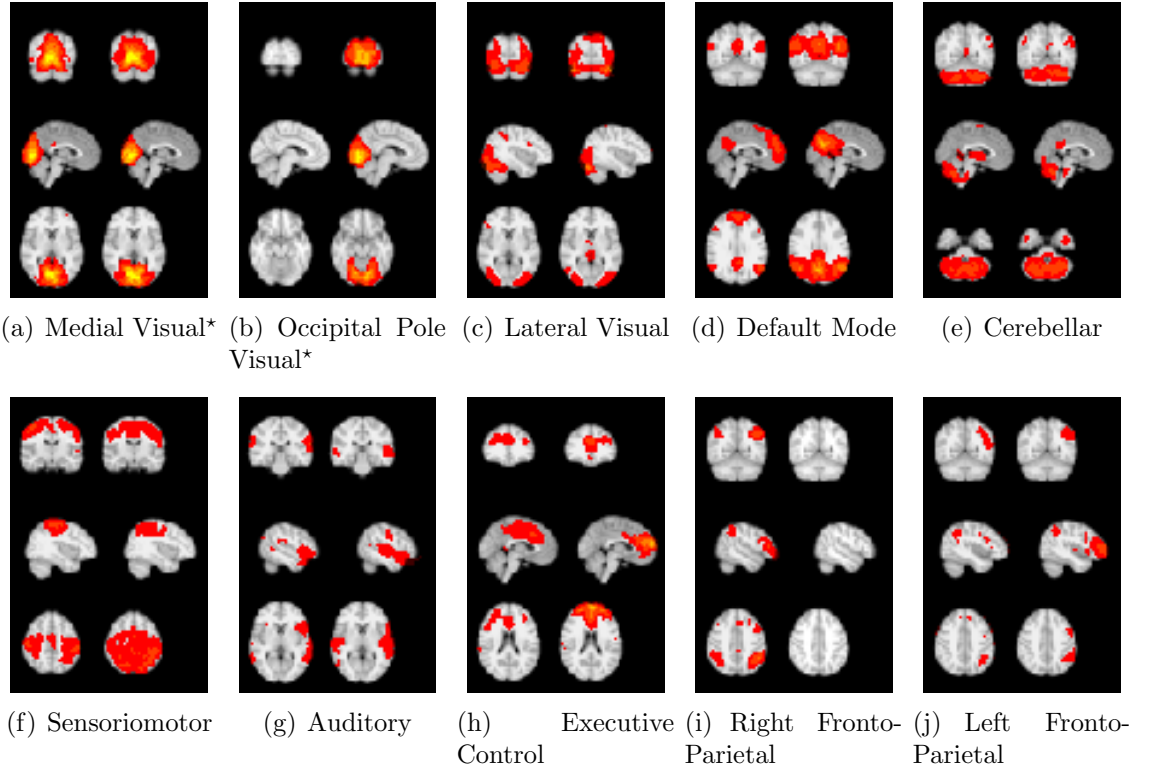 (a) Medial Visual⋆
(b) Occipital Pole
Visual⋆
(c) Lateral Visual
(d) Default Mode
(e) Cerebellar
(f) Sensoriomotor
(g) Auditory
(h) Executive
Control
(i) Right Fronto-
Parietal
(j) Left Fronto-
Parietal